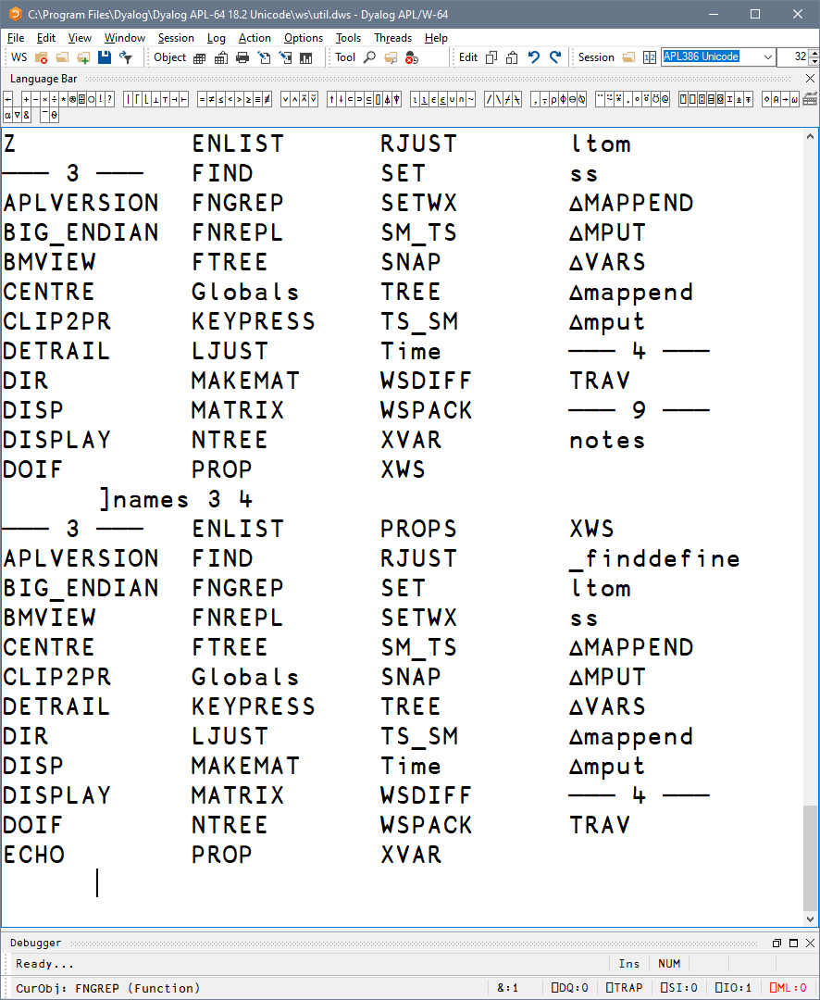 C:\Program Files\Dyalog\Dyalog APL-64 18.2 Unicode\ws\util.dws - Dyalog APL/W-64
File Edit View Window Session Log Action Options Tools Threads Help
WS Object Tool Edit Session APL386 Unicode 32
Language Bar
Z ENLIST RJUST ltom
─── 3 ─── FIND SET ss
APLVERSION FNGREP SETWX ∆MAPPEND
BIG_ENDIAN FNREPL SM_TS ∆MPUT
BMVIEW FTREE SNAP ∆VARS
CENTRE Globals TREE ∆mappend
CLIP2PR KEYPRESS TS_SM ∆mput
DETRAIL LJUST Time ─── 4 ───
DIR MAKEMAT WSDIFF TRAV
DISP MATRIX WSPACK ─── 9 ───
DISPLAY NTREE XVAR notes
DOIF PROP XWS
]names 3 4
─── 3 ─── ENLIST PROPS XWS
APLVERSION FIND RJUST _finddefine
BIG_ENDIAN FNGREP SET ltom
BMVIEW FNREPL SETWX ss
CENTRE FTREE SM_TS ∆MAPPEND
CLIP2PR Globals SNAP ∆MPUT
DETRAIL KEYPRESS TREE ∆VARS
DIR LJUST TS_SM ∆mappend
DISP MAKEMAT Time ∆mput
DISPLAY MATRIX WSDIFF ─── 4 ───
DOIF NTREE WSPACK TRAV
ECHO PROP XVAR
Debugger
Ready... Ins NUM
CurObj: FNGREP (Function) &:1 ⎕DQ:0 ⎕TRAP ⎕SI:0 ⎕IO:1 ⎕ML:0